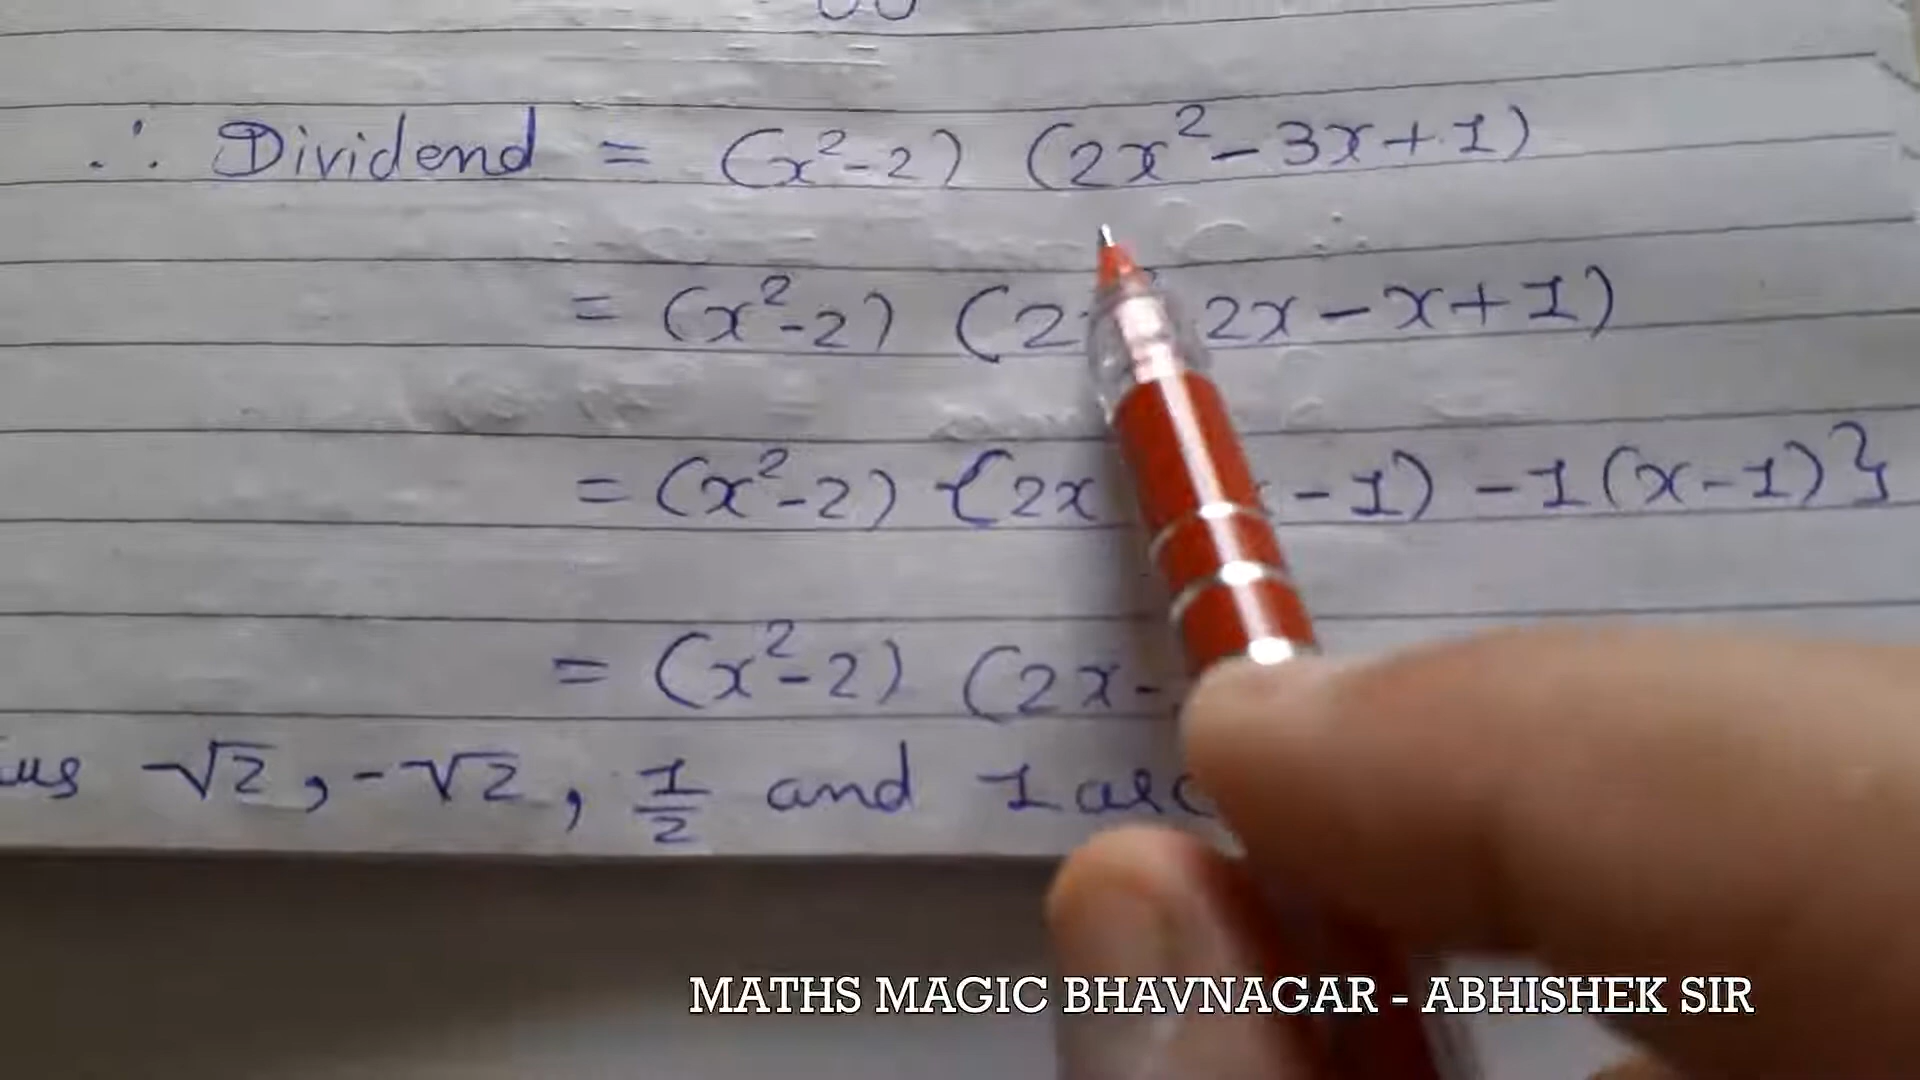 ∴ Dividend = (x²-2) (2x²-3x+1)
= (x²-2) (2 2x-x+1)
= (x²-2) {2x -1) -1(x-1)}
= (x²-2) (2x-
√2, -√2, 1/2 and 1
MATHS MAGIC BHAVNAGAR - ABHISHEK SIR